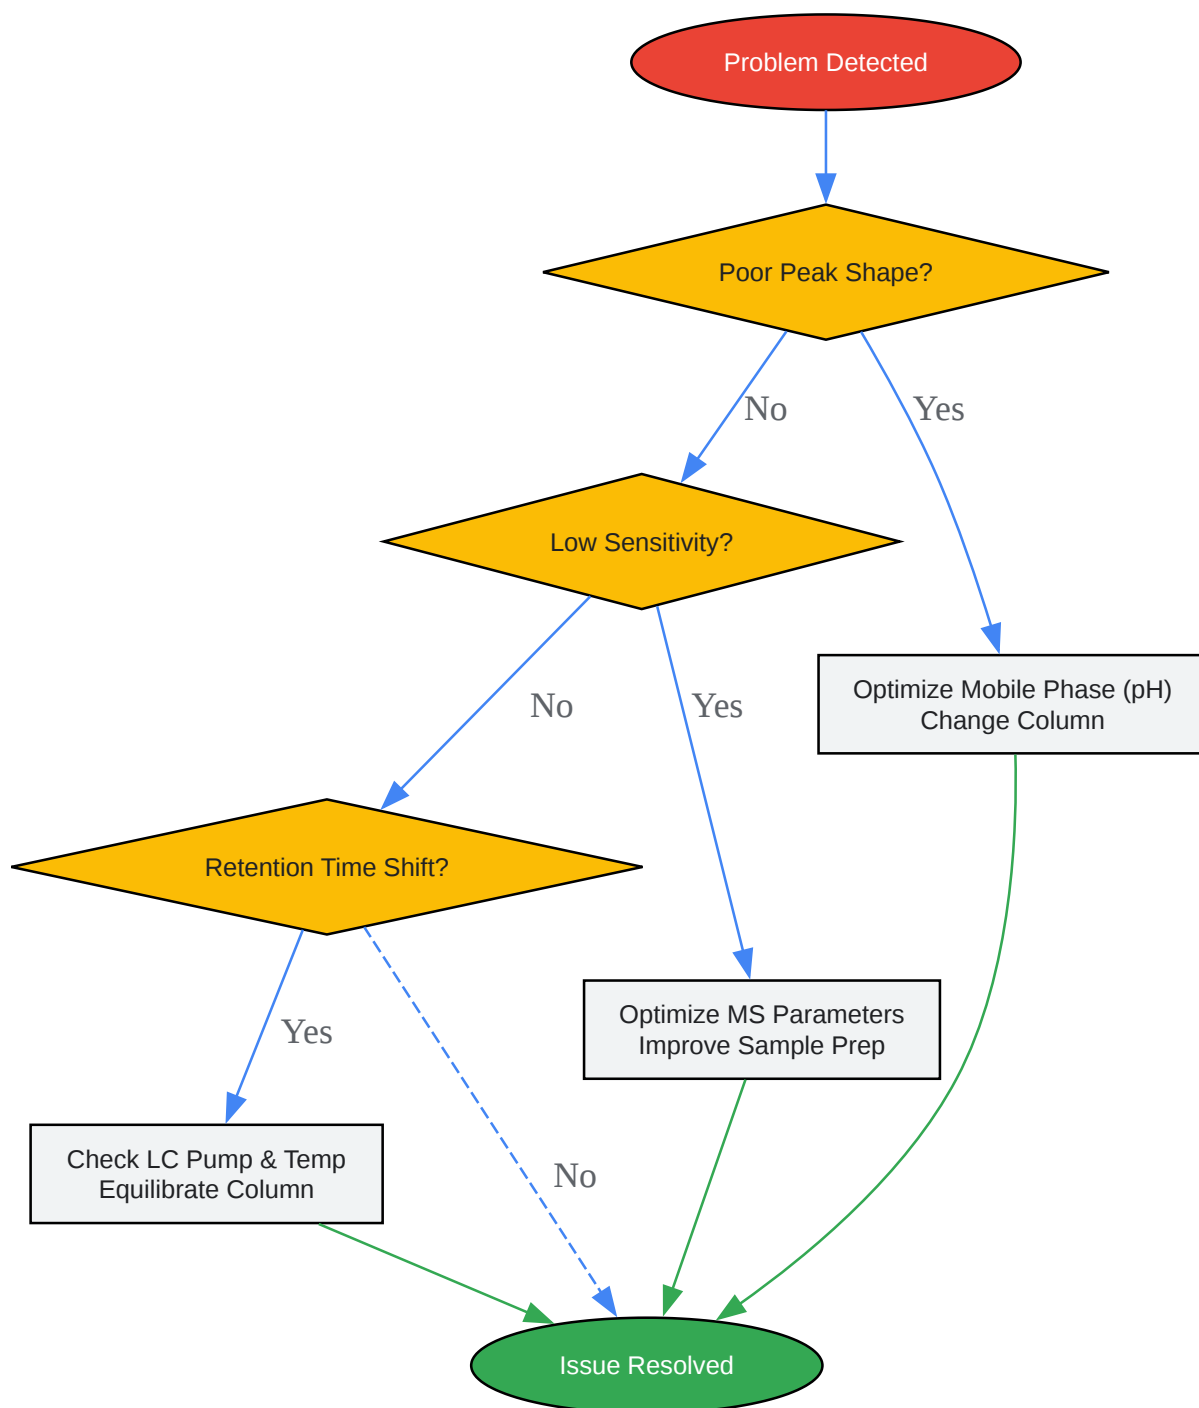 Problem Detected
Poor Peak Shape?
No
Yes
Low Sensitivity?
Optimize Mobile Phase (pH)
Change Column
No
Yes
Retention Time Shift?
Optimize MS Parameters
Improve Sample Prep
Yes
Check LC Pump & Temp
Equilibrate Column
No
Issue Resolved